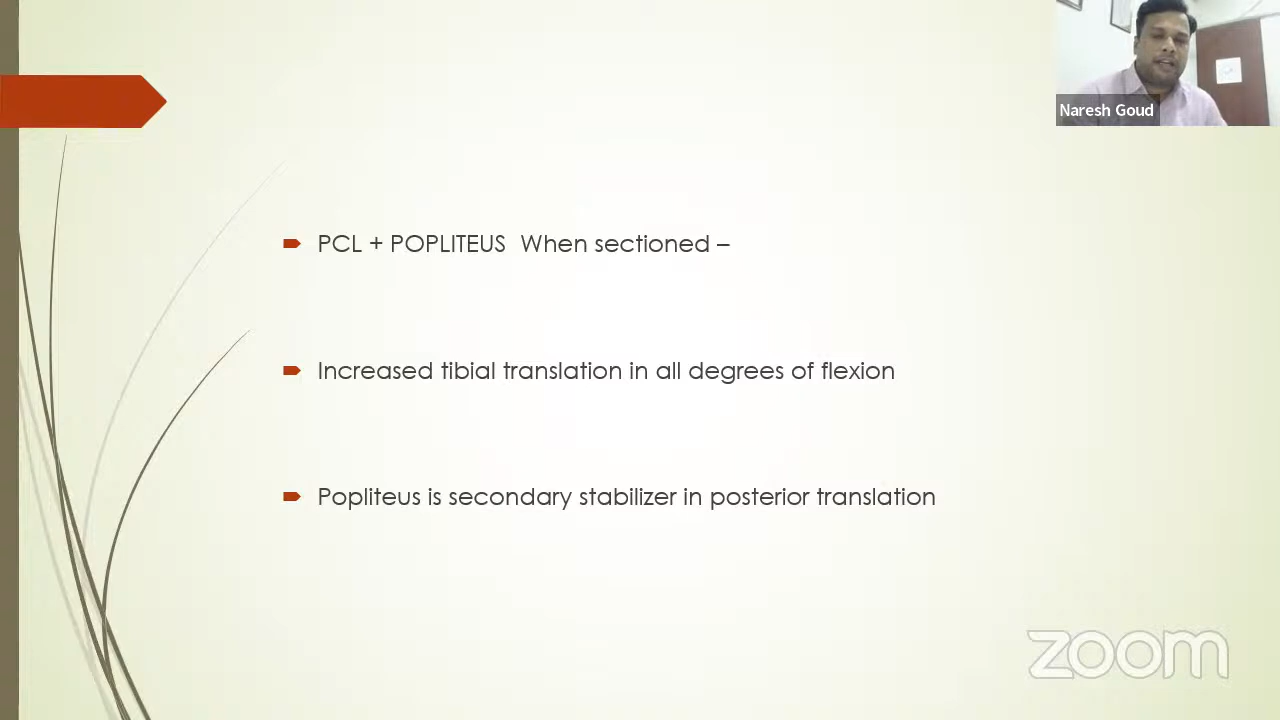 Naresh Goud
PCL + POPLITEUS  When sectioned –
Increased tibial translation in all degrees of flexion
Popliteus is secondary stabilizer in posterior translation
zoom